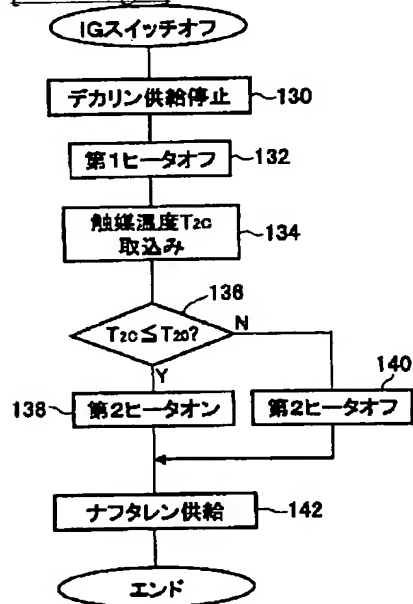 IGスイッチオフ
デカリン供給停止 130
第1ヒータオフ 132
触媒温度T2C
取込み 134
136
T2C≦T20? N
Y
140
138 第2ヒータオン 第2ヒータオフ
ナフタレン供給 142
エンド